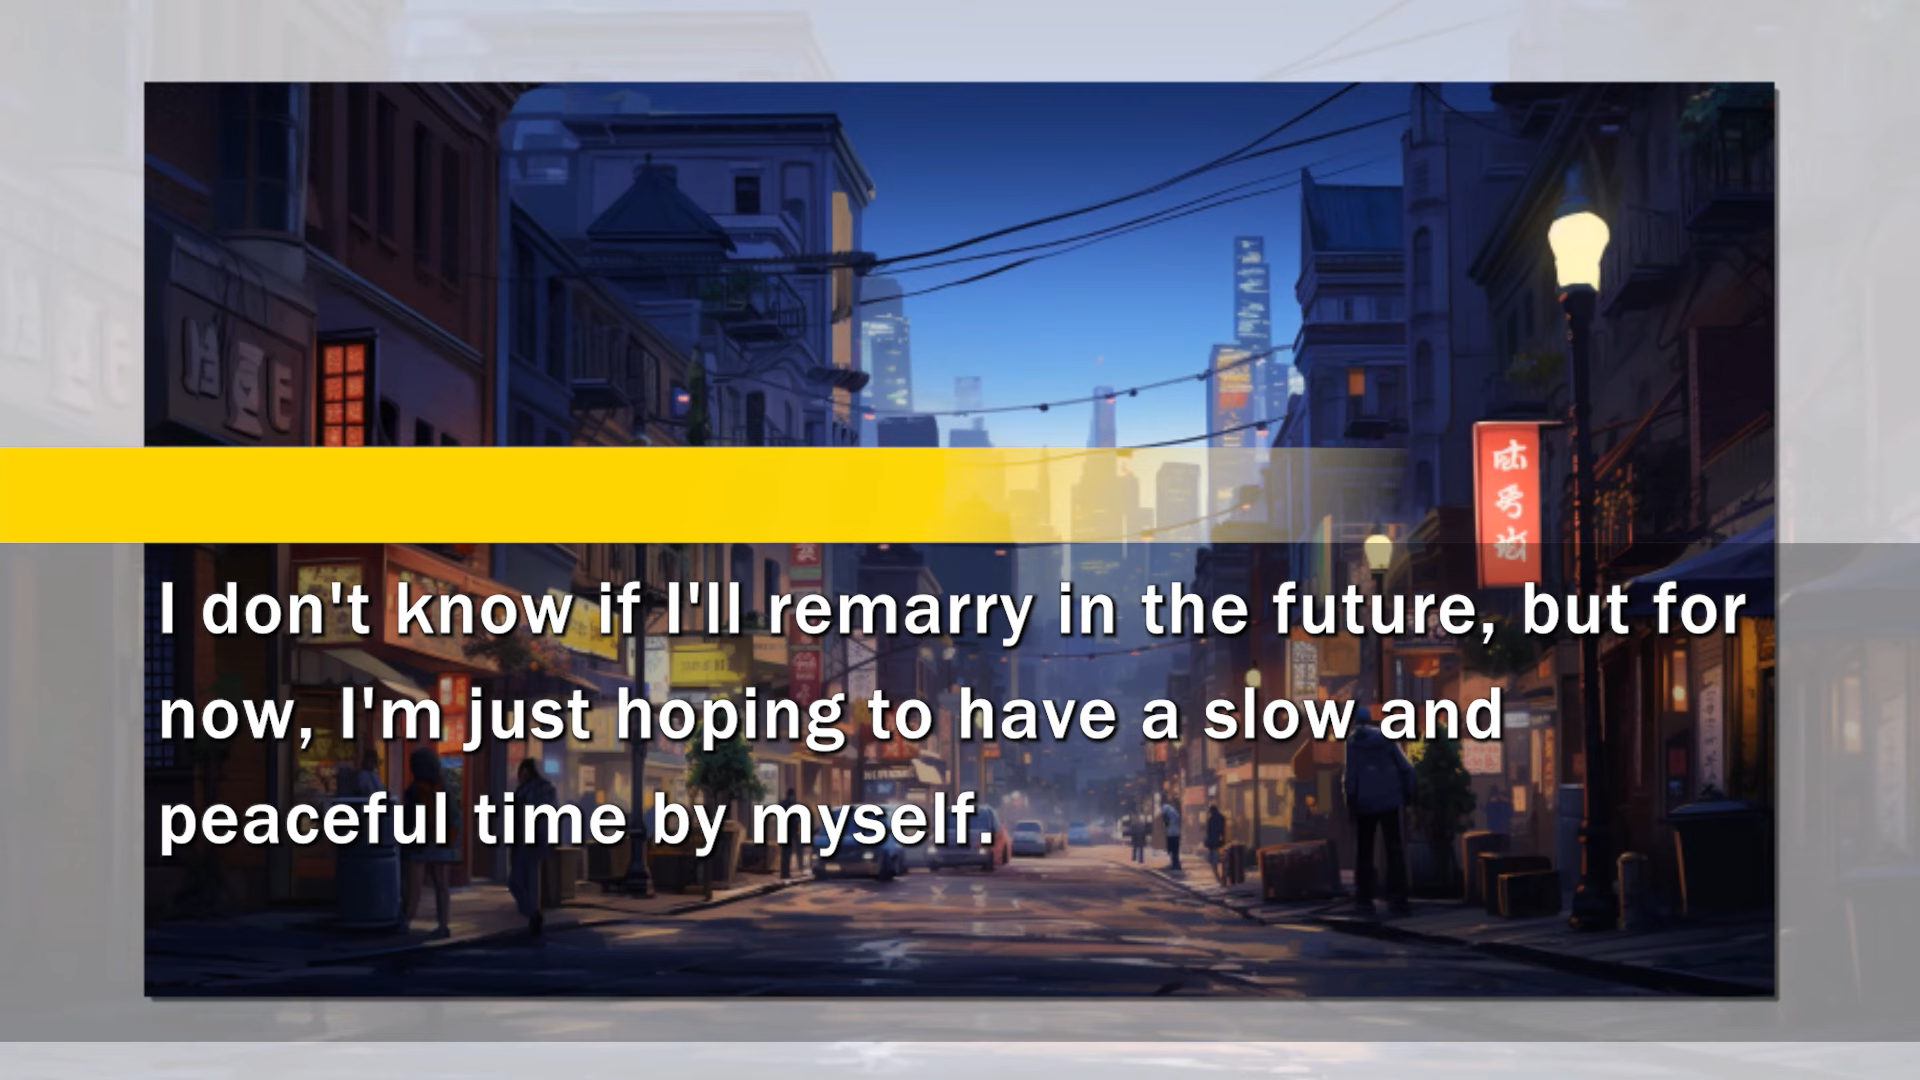 I don't know if I'll remarry in the future, but for
now, I'm just hoping to have a slow and
peaceful time by myself.